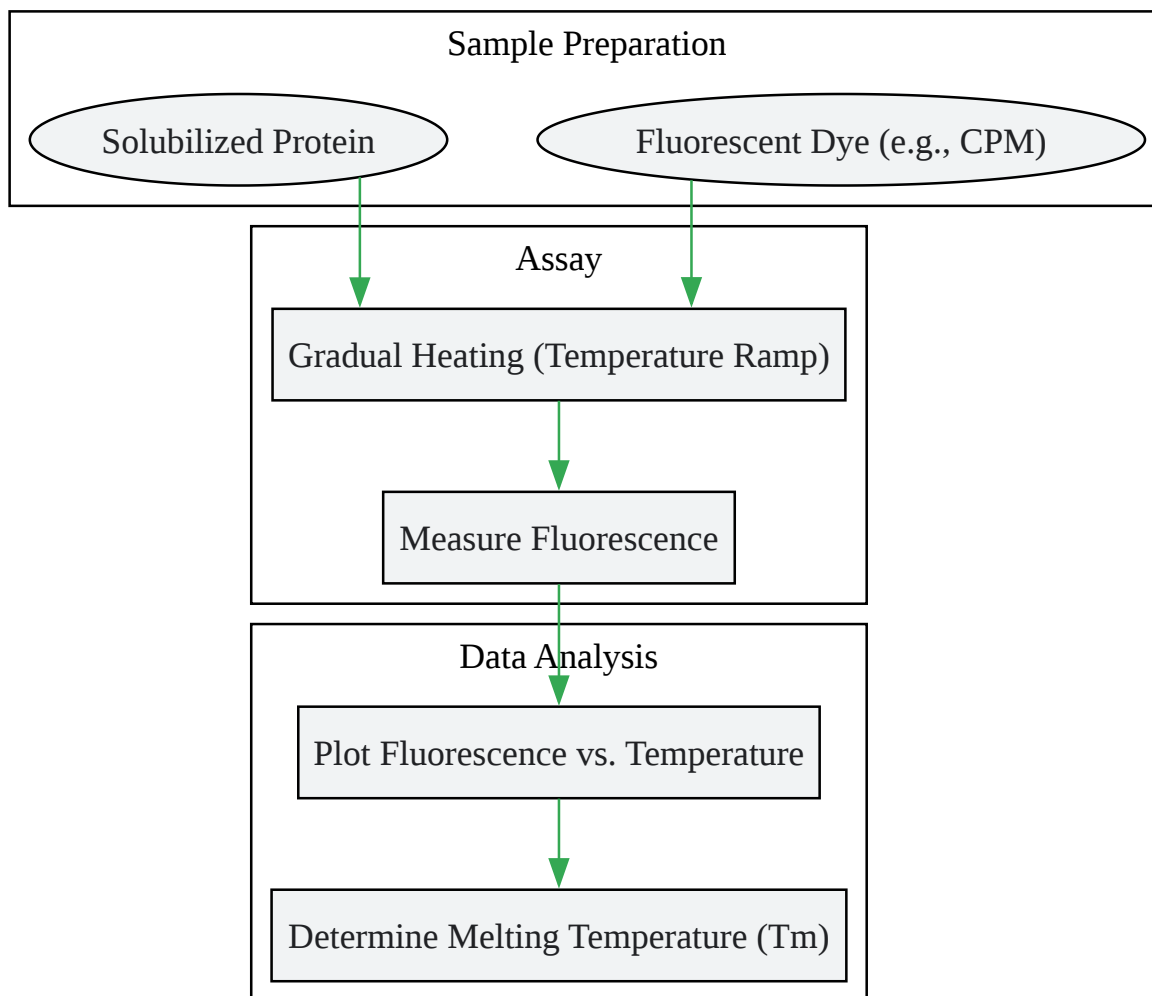 Sample Preparation
Solubilized Protein
Fluorescent Dye (e.g., CPM)
Assay
Gradual Heating (Temperature Ramp)
Measure Fluorescence
Data Analysis
Plot Fluorescence vs. Temperature
Determine Melting Temperature (Tm)